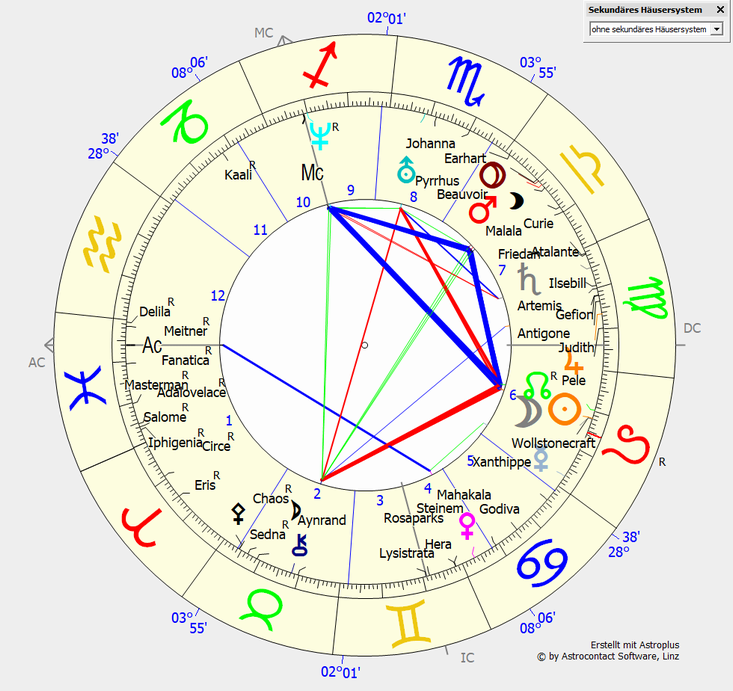 Sekundäres Häusersystem
ohne sekundäres Häusersystem
02°01'
MC
08°06'
03°
55'
38'
28°
Johanna
R
Earhart
Kaali R
Mc
Pyrrhus
Beauvoir
9
8
10
Curie
Malala
11
Friedan
Atalante
7
Ilsebill
12
Artemis
Delila R
Gefion
Meitner R
Antigone
DC
AC
Ac
Judith
Fanatica R
R
Pele
Masterman R
Adalovelace R
6
Salome R
1
Wollstonecraft
Iphigenia R
Circe R
R
5
Xanthippe
Eris R
4
Chaos R
2
3
Mahakala
Steinem
Godiva
Aynrand
Rosaparks
Sedna R
Hera
38'
28°
Lysistrata
03°
55'
08°06'
02°01'
IC
Erstellt mit Astroplus
© by Astrocontact Software, Linz